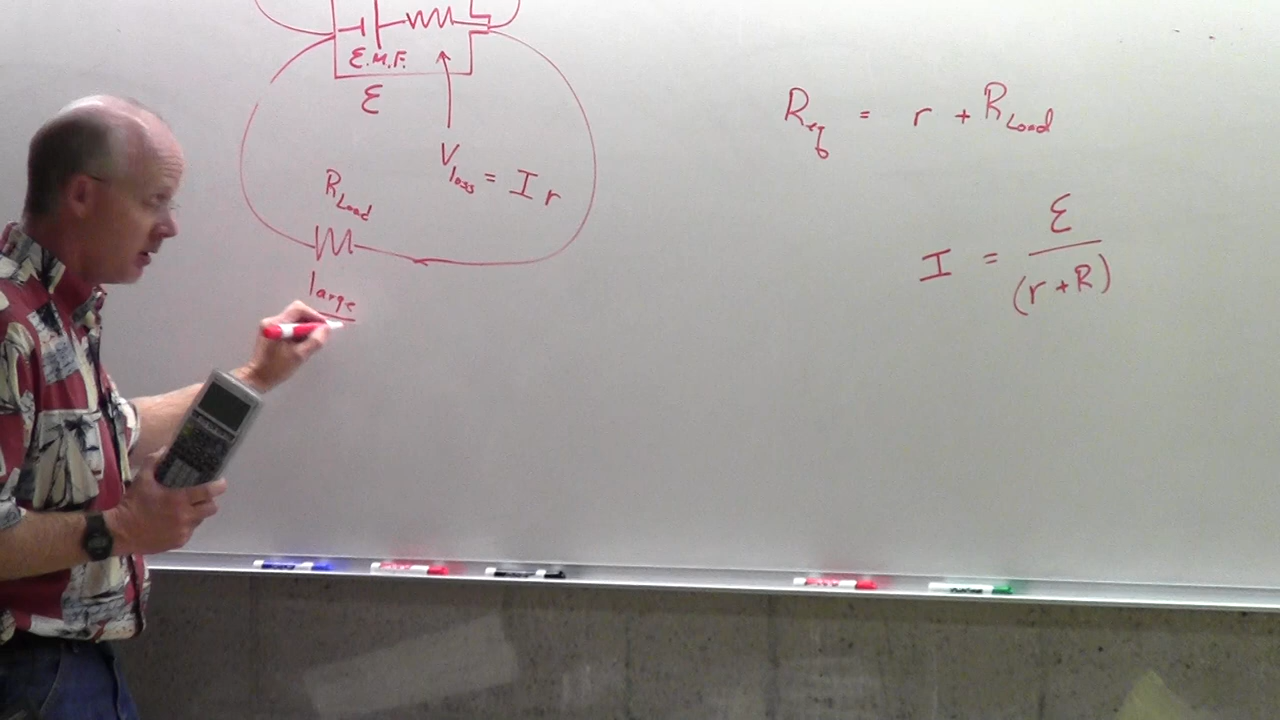 E.M.F.
ℰ
V_loss = I r
R_Load
large
R_eq = r + R_Load
I = ℰ / (r + R)